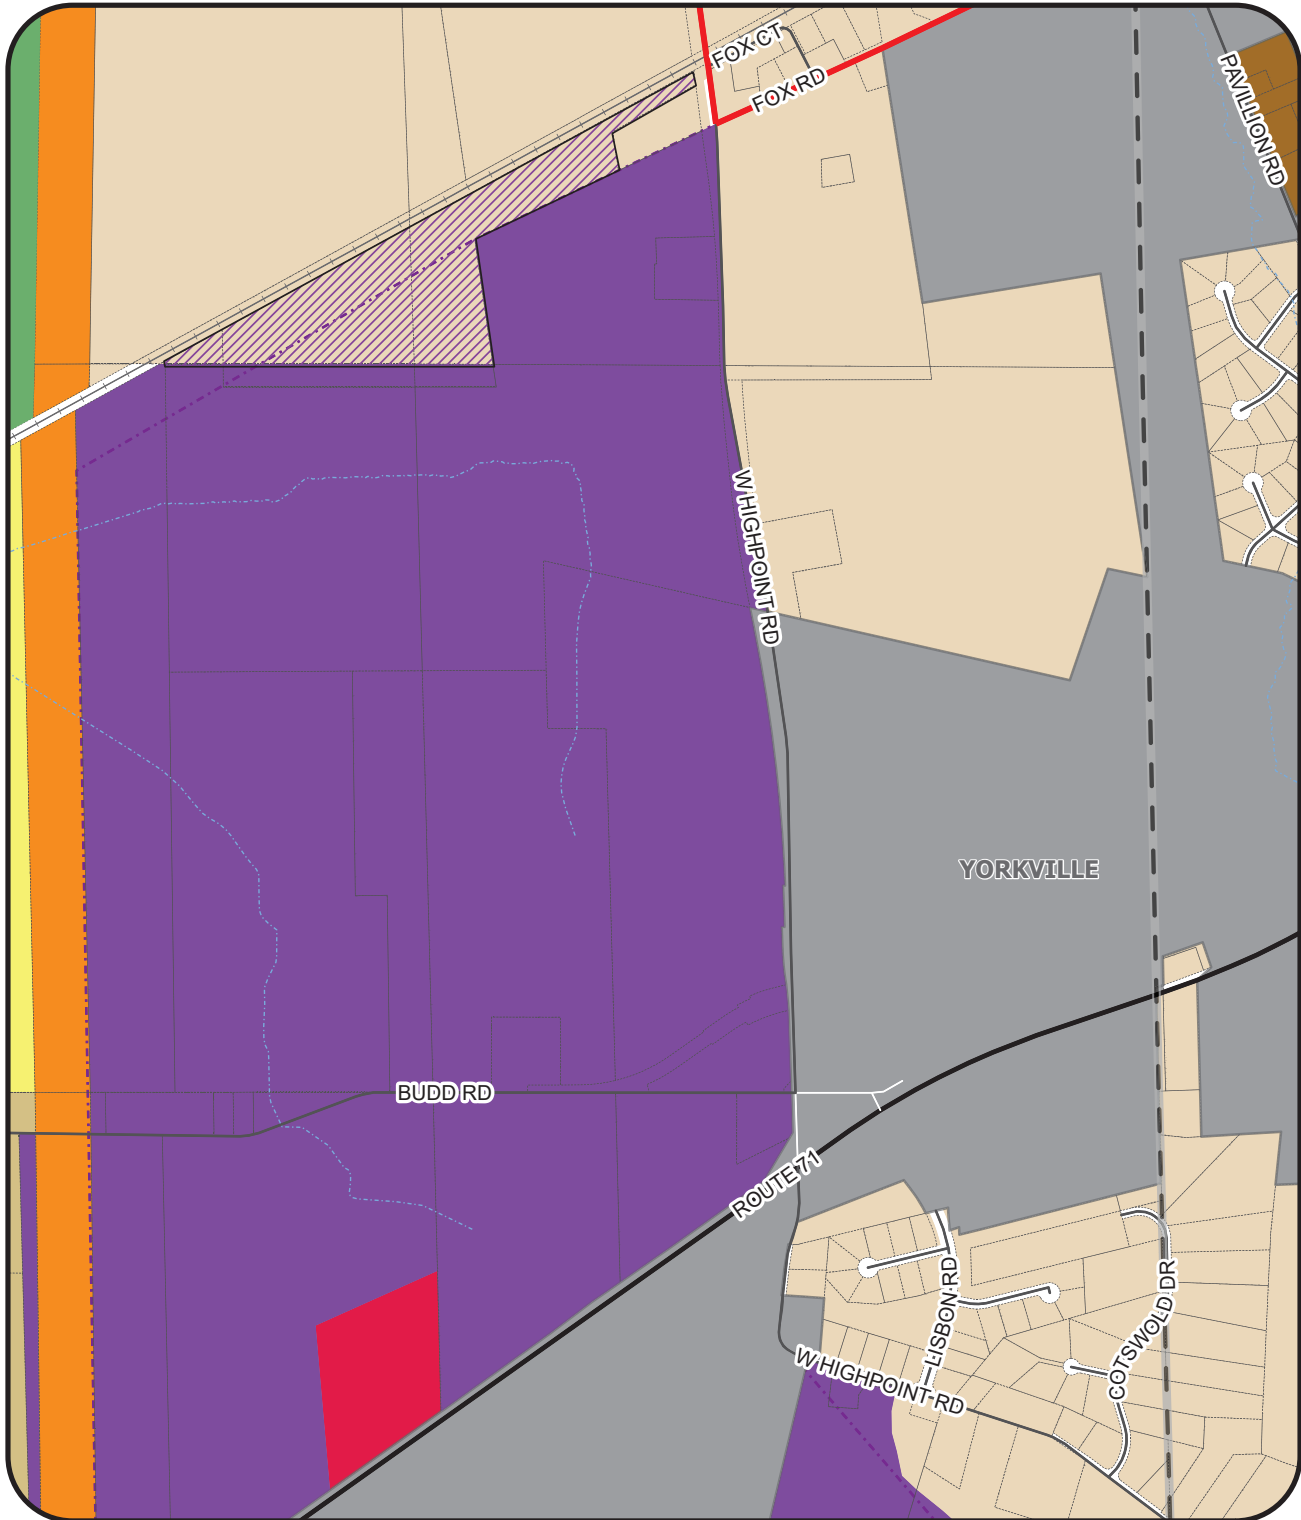 FOX CT
FOX RD
PAVILLION RD
W HIGHPOINT RD
YORKVILLE
BUDD RD
ROUTE 71
LISBON RD
COTSWOLD DR
W HIGHPOINT RD